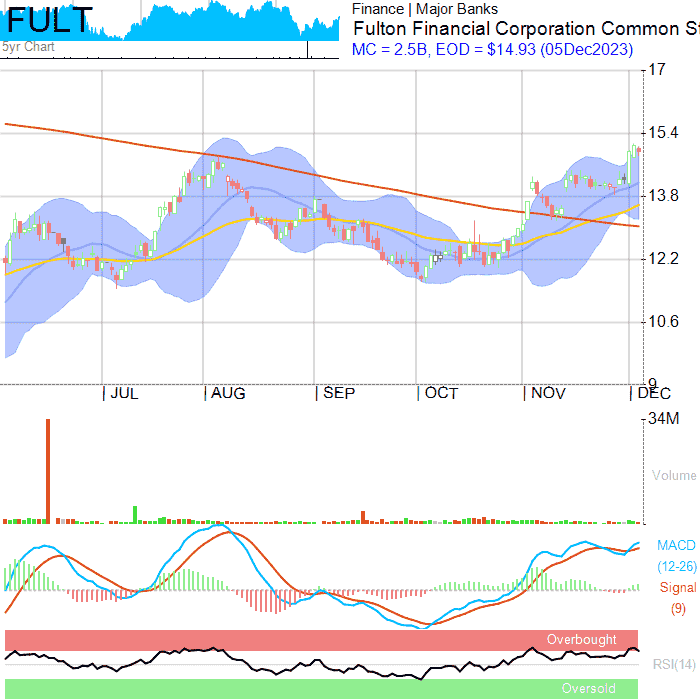 FULT
5yr Chart
Finance | Major Banks
Fulton Financial Corporation Common St
MC = 2.5B, EOD = $14.93 (05Dec2023)
17
15.4
13.8
12.2
10.6
9
JUL AUG SEP OCT NOV DEC
34M
Volume
MACD
(12-26)
Signal
(9)
Overbought
RSI(14)
Oversold